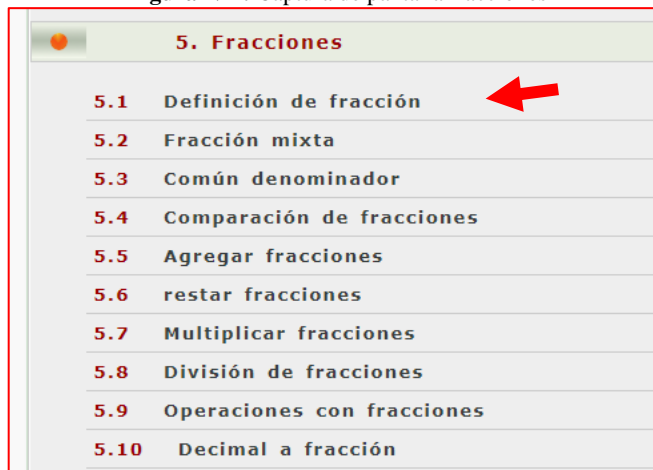 5. Fracciones
5.1 Definición de fracción
5.2 Fracción mixta
5.3 Común denominador
5.4 Comparación de fracciones
5.5 Agregar fracciones
5.6 restar fracciones
5.7 Multiplicar fracciones
5.8 División de fracciones
5.9 Operaciones con fracciones
5.10 Decimal a fracción